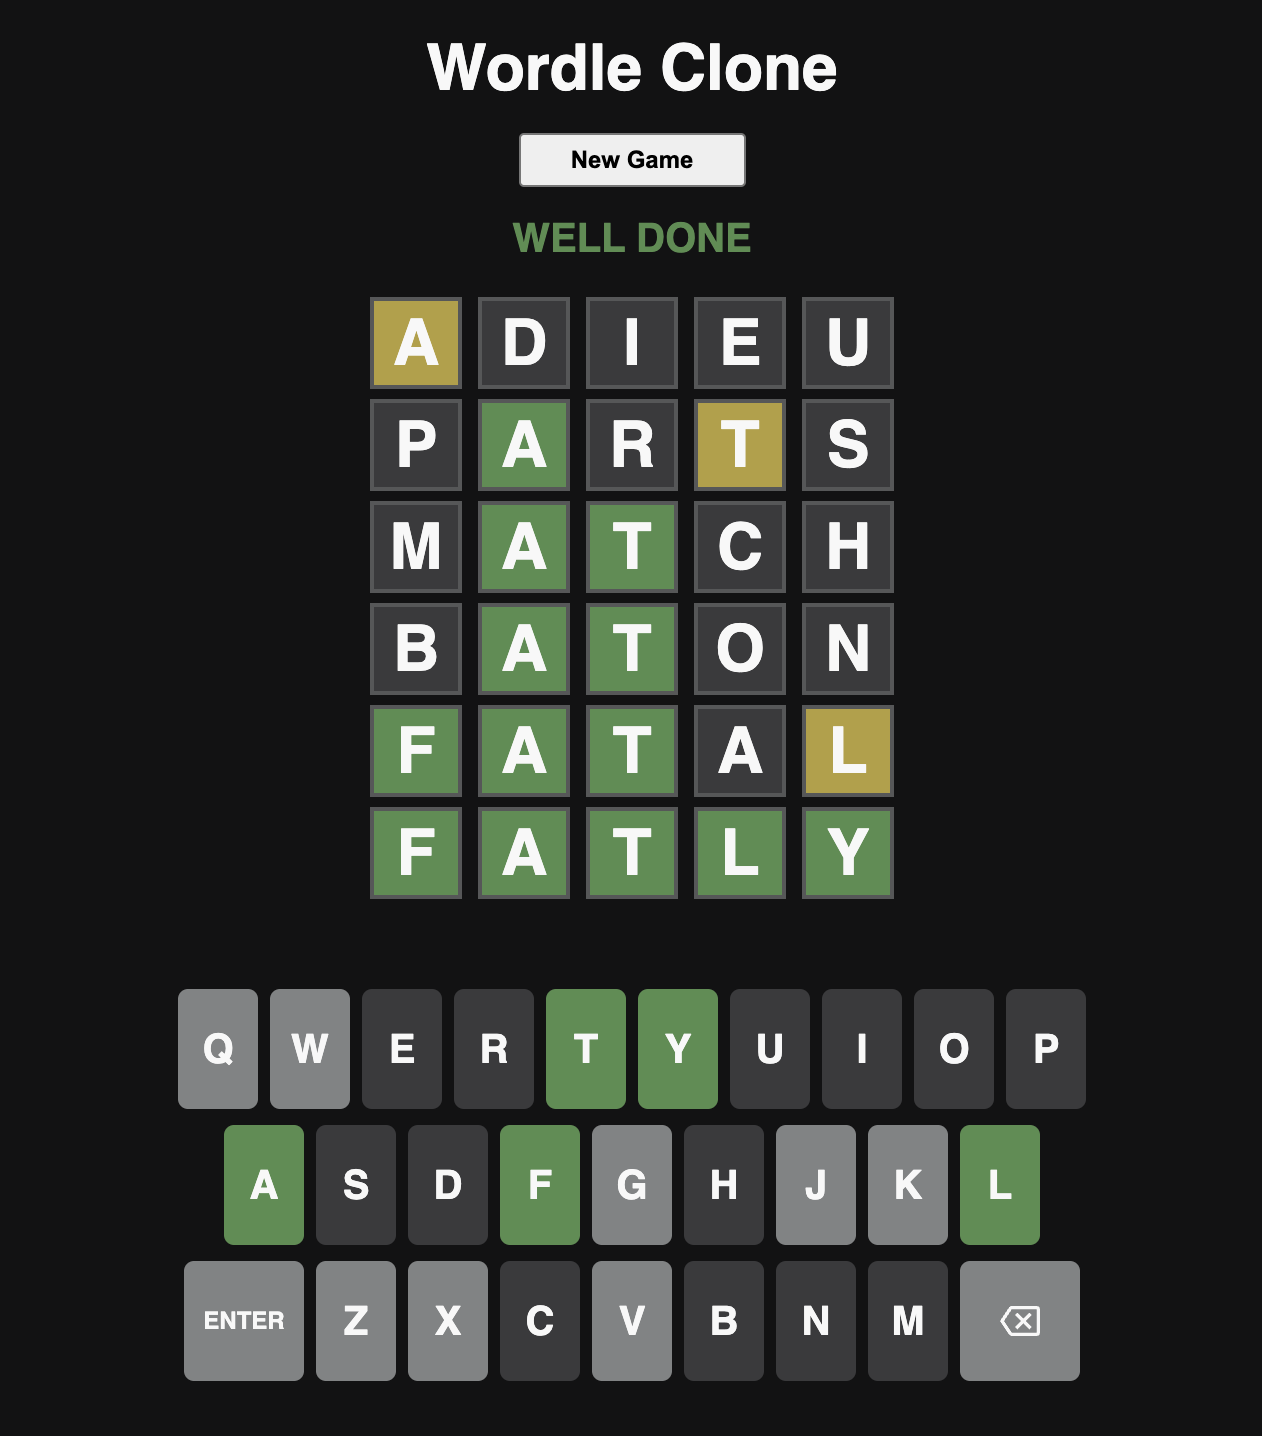 Wordle Clone
New Game
WELL DONE
A D I E U
P A R T S
M A T C H
B A T O N
F A T A L
F A T L Y
Q W E R T Y U I O P
A S D F G H J K L
ENTER Z X C V B N M